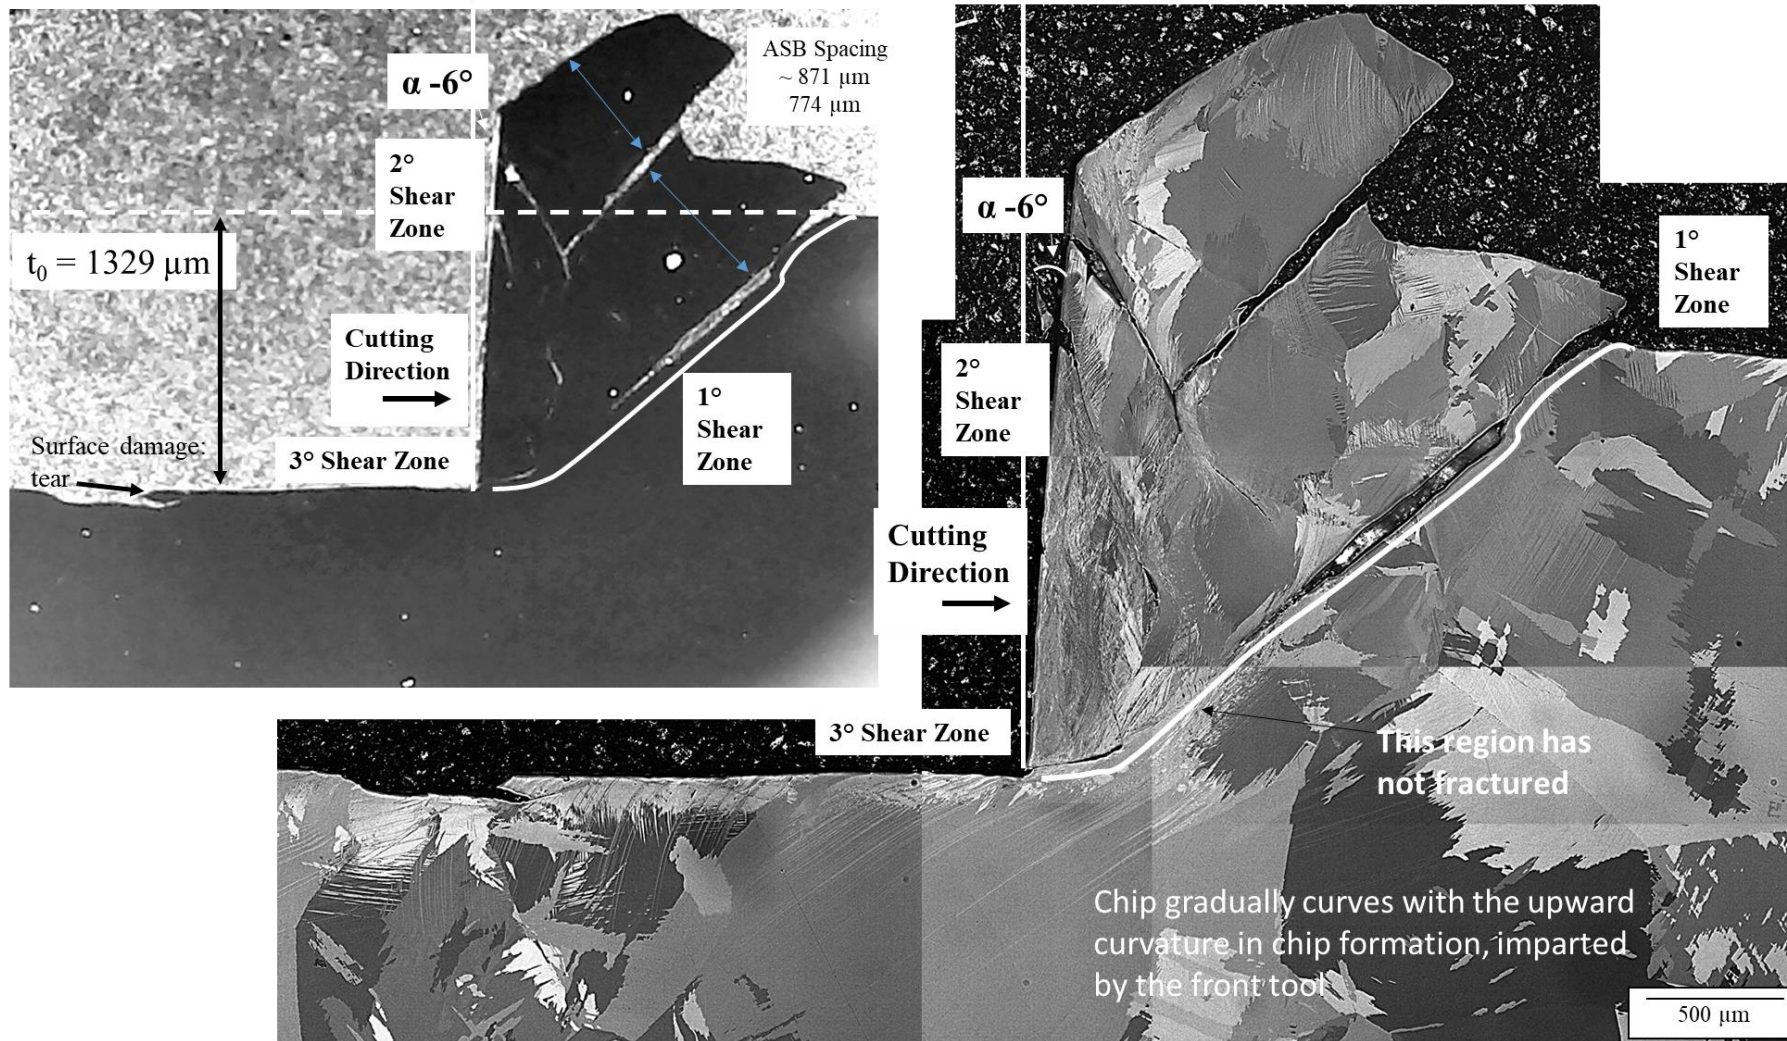 α -6°
ASB Spacing
~ 871 µm
774 µm
2°
Shear
Zone
t₀ = 1329 µm
Cutting
Direction
1°
Shear
Zone
Surface damage:
tear
3° Shear Zone
α -6°
1°
Shear
Zone
2°
Shear
Zone
Cutting
Direction
3° Shear Zone
This region has
not fractured
Chip gradually curves with the upward
curvature in chip formation, imparted
by the front tool
500 µm